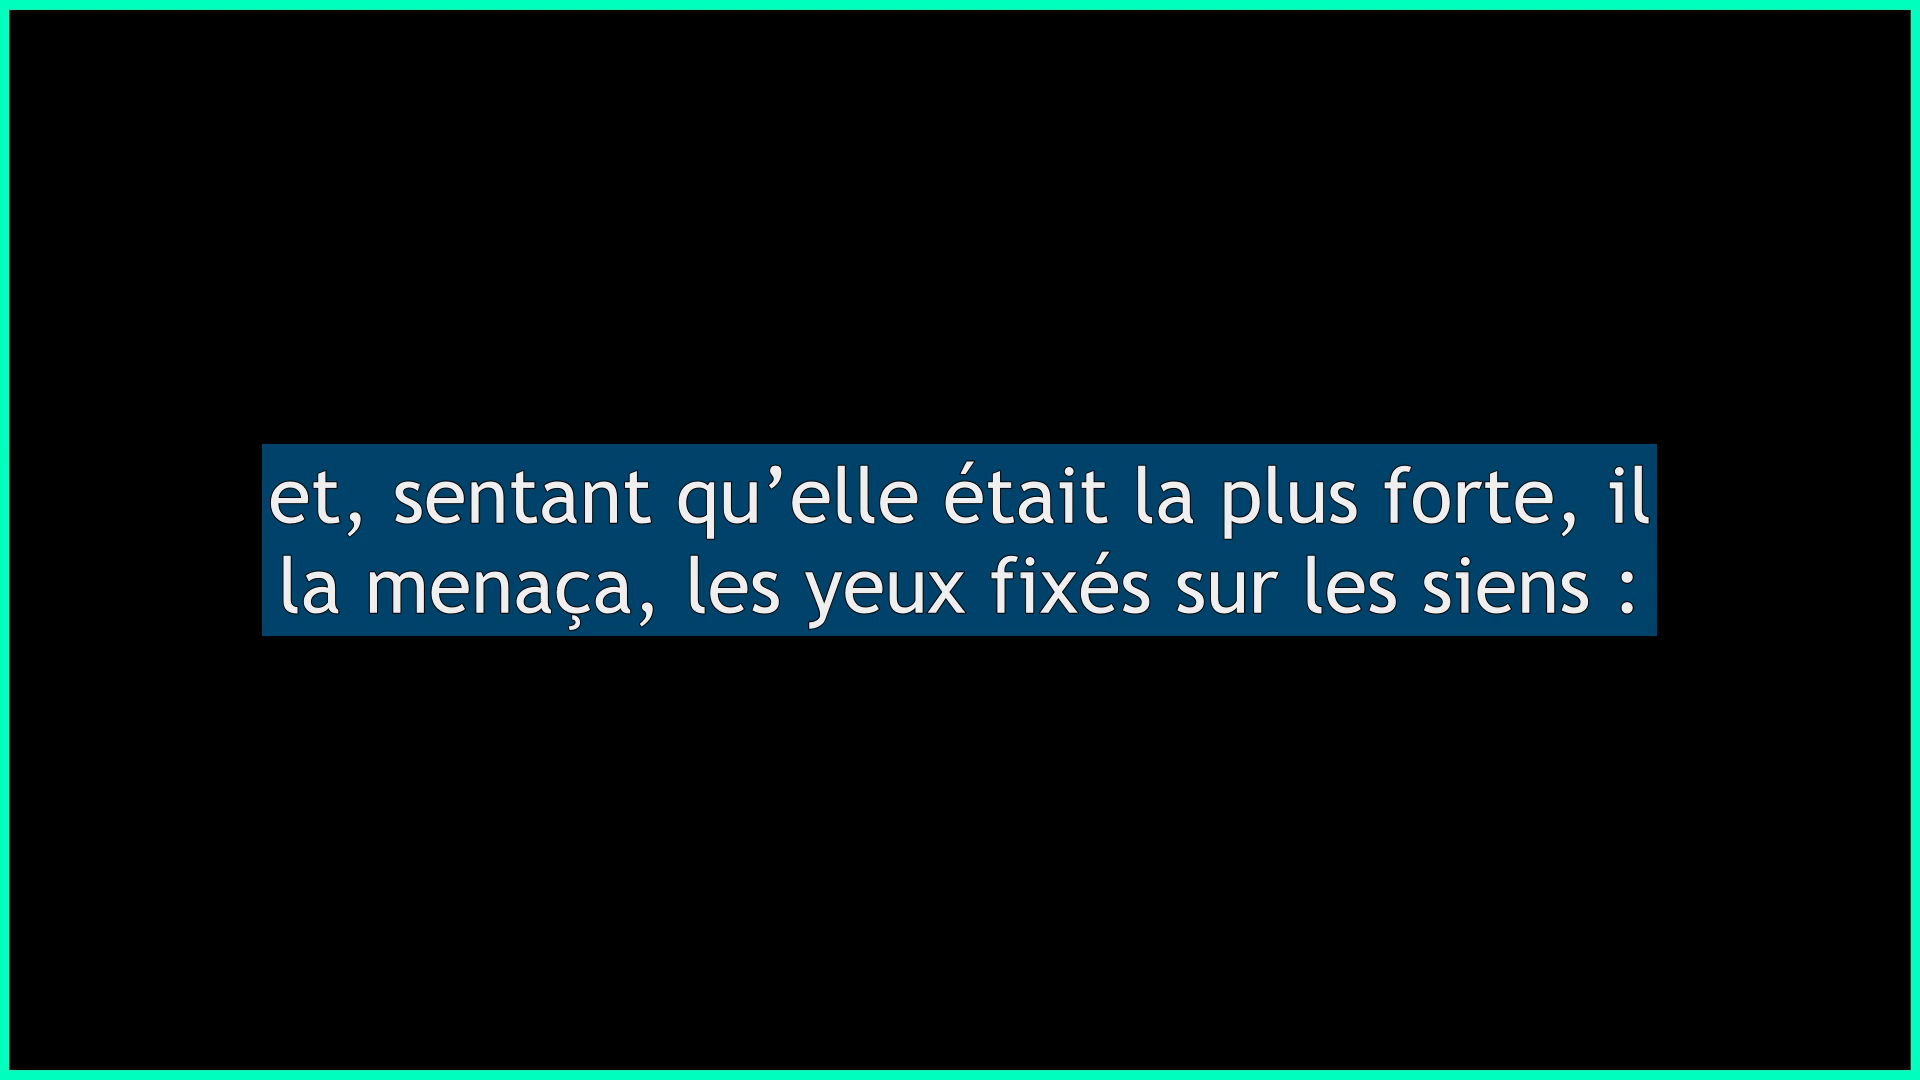 et, sentant qu’elle était la plus forte, il
la menaça, les yeux fixés sur les siens :